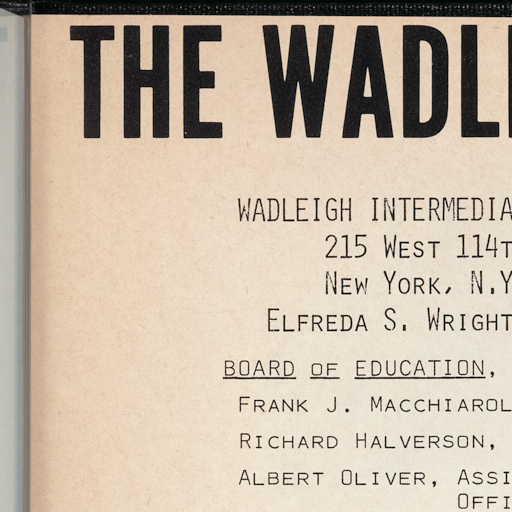 THE WADL
WADLEIGH INTERMEDIA
215 WEST 114T
NEW YORK, N.Y
ELFREDA S. WRIGHT
BOARD OF EDUCATION,
FRANK J. MACCHIAROL
RICHARD HALVERSON,
ALBERT OLIVER, ASSI
OFFI